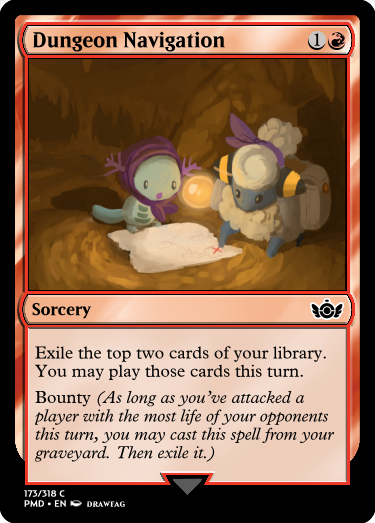 Dungeon Navigation 1
Sorcery
Exile the top two cards of your library.
You may play those cards this turn.
Bounty (As long as you've attacked a
player with the most life of your opponents
this turn, you may cast this spell from your
graveyard. Then exile it.)
173/318 C
PMD • EN DRAWFAG